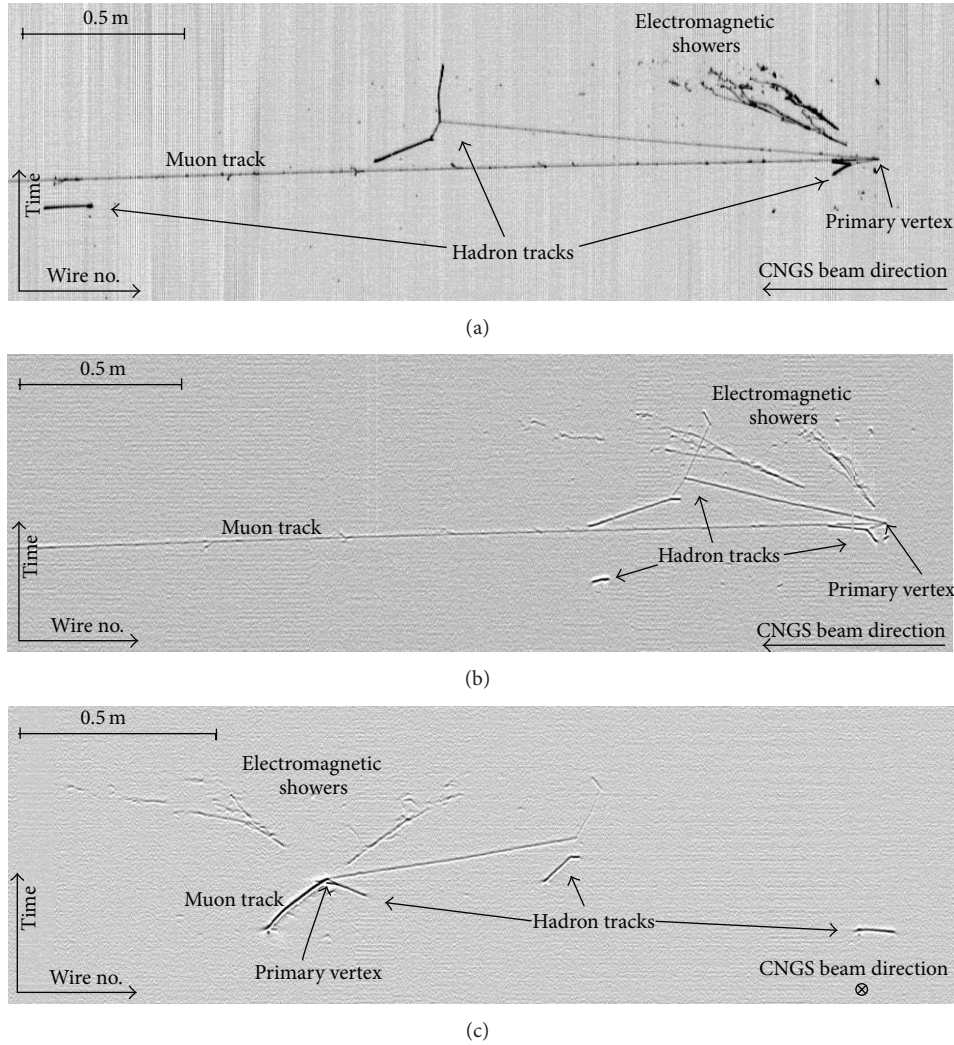 0.5 m
Electromagnetic
showers
Muon track
Time
Primary vertex
Hadron tracks
Wire no.
CNGS beam direction
(a)
0.5 m
Electromagnetic
showers
Muon track
Time
Hadron tracks
Primary vertex
Wire no.
CNGS beam direction
(b)
0.5 m
Electromagnetic
showers
Muon track
Time
Hadron tracks
Primary vertex
CNGS beam direction
Wire no.
(c)